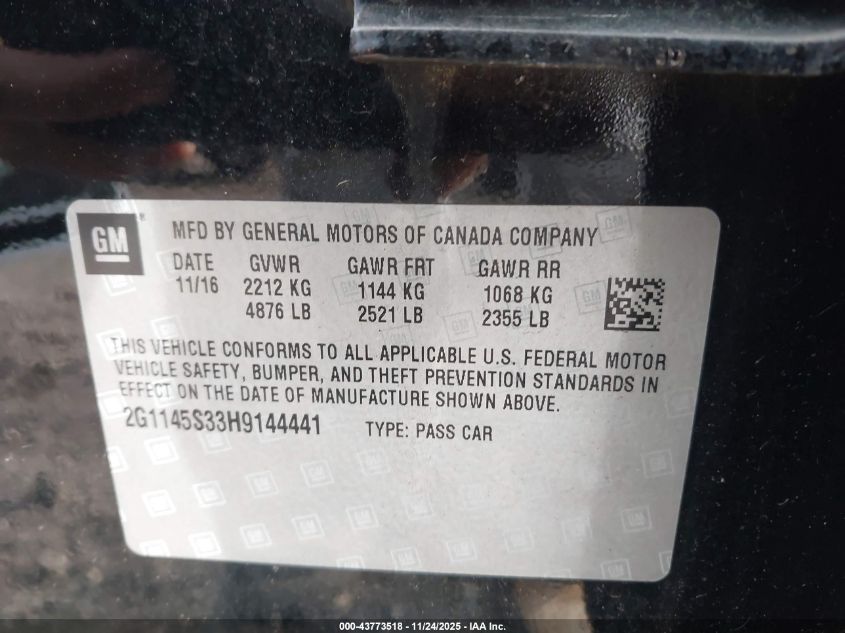 GM ® MFD BY GENERAL MOTORS OF CANADA COMPANY
DATE GVWR GAWR FRT GAWR RR
11/16 2212 KG 1144 KG 1068 KG
4876 LB 2521 LB 2355 LB
THIS VEHICLE CONFORMS TO ALL APPLICABLE U.S. FEDERAL MOTOR
VEHICLE SAFETY, BUMPER, AND THEFT PREVENTION STANDARDS IN
EFFECT ON THE DATE OF MANUFACTURE SHOWN ABOVE.
2G1145S33H9144441 TYPE: PASS CAR
000-43773518 - 11/24/2025 - IAA Inc.